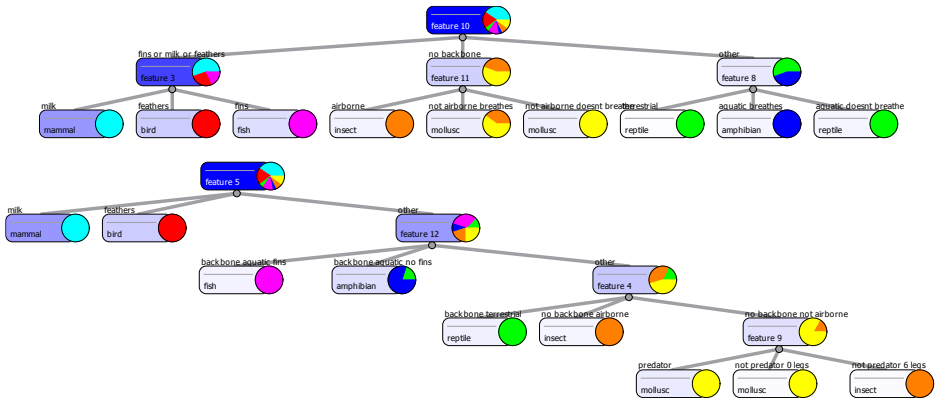 feature 10
fins or milk or feathers
no backbone
other
feature 3
feature 11
feature 8
milk
feathers
fins
airborne
not airborne breathes
not airborne doesnt breathe
terrestrial
aquatic breathes
aquatic doesnt breathe
mammal
bird
fish
insect
mollusc
mollusc
reptile
amphibian
reptile
feature 5
milk
feathers
other
mammal
bird
feature 12
backbone aquatic fins
backbone aquatic no fins
other
fish
amphibian
feature 4
backbone terrestrial
no backbone airborne
no backbone not airborne
reptile
insect
feature 9
predator
not predator 0 legs
not predator 6 legs
mollusc
mollusc
insect